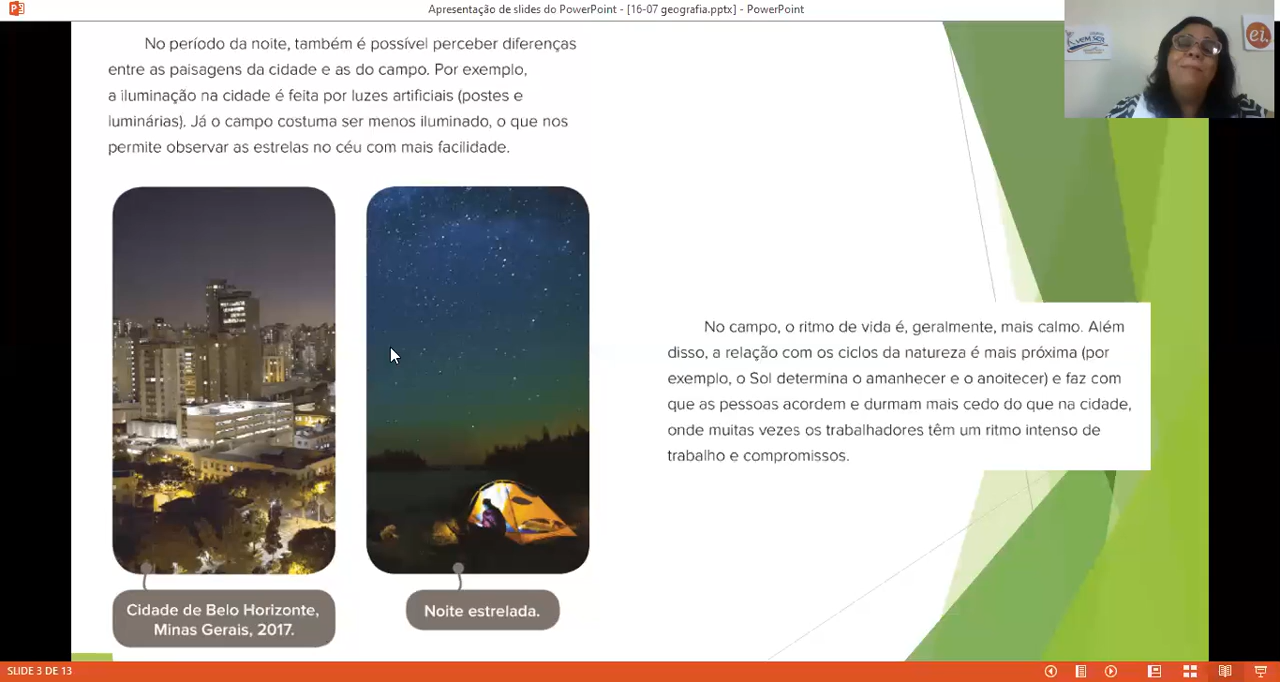 Apresentação de slides do PowerPoint - [16-07 geografia.pptx] - PowerPoint
No período da noite, também é possível perceber diferenças
entre as paisagens da cidade e as do campo. Por exemplo,
a iluminação na cidade é feita por luzes artificiais (postes e
luminárias). Já o campo costuma ser menos iluminado, o que nos
permite observar as estrelas no céu com mais facilidade.
Cidade de Belo Horizonte,
Minas Gerais, 2017.
Noite estrelada.
No campo, o ritmo de vida é, geralmente, mais calmo. Além
disso, a relação com os ciclos da natureza é mais próxima (por
exemplo, o Sol determina o amanhecer e o anoitecer) e faz com
que as pessoas acordem e durmam mais cedo do que na cidade,
onde muitas vezes os trabalhadores têm um ritmo intenso de
trabalho e compromissos.
ei.
SLIDE 3 DE 13